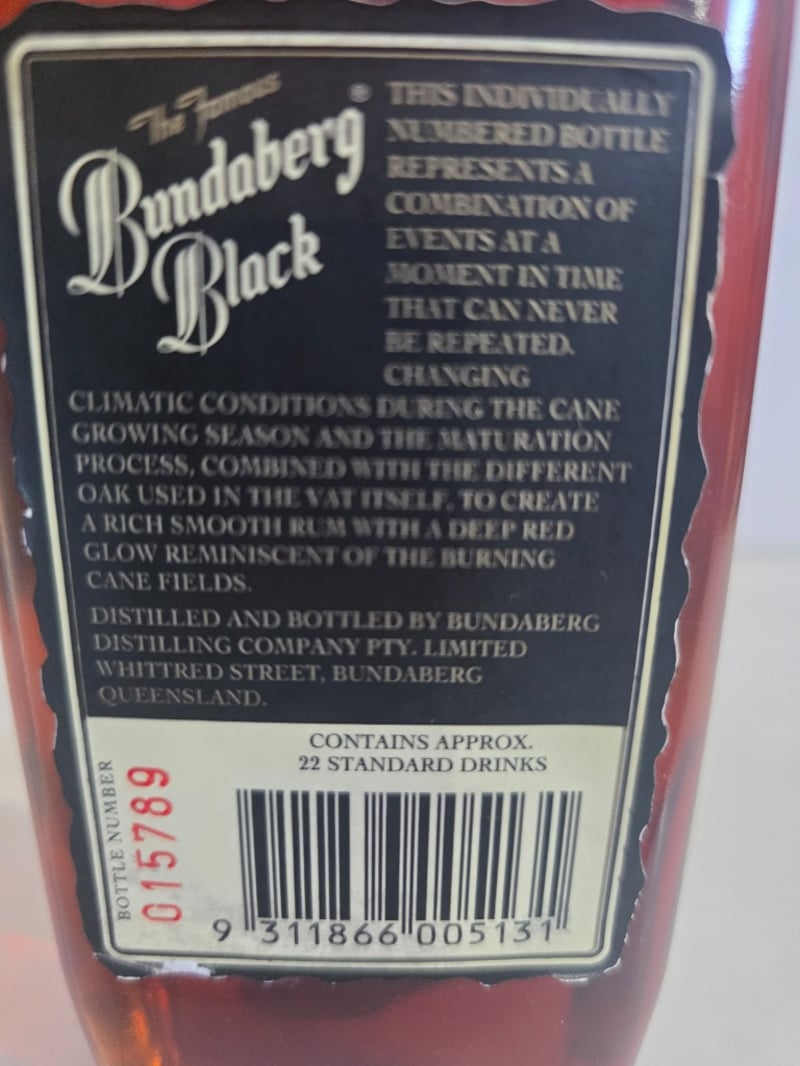 The Famous
Bundaberg
Black
THIS INDIVIDUALLY
NUMBERED BOTTLE
REPRESENTS A
COMBINATION OF
EVENTS AT A
MOMENT IN TIME
THAT CAN NEVER
BE REPEATED.
CHANGING
CLIMATIC CONDITIONS DURING THE CANE
GROWING SEASON AND THE MATURATION
PROCESS, COMBINED WITH THE DIFFERENT
OAK USED IN THE VAT ITSELF, TO CREATE
A RICH SMOOTH RUM WITH A DEEP RED
GLOW REMINISCENT OF THE BURNING
CANE FIELDS.
DISTILLED AND BOTTLED BY BUNDABERG
DISTILLING COMPANY PTY. LIMITED
WHITTRED STREET, BUNDABERG
QUEENSLAND.
CONTAINS APPROX.
22 STANDARD DRINKS
BOTTLE NUMBER
015789
9 311866 005131